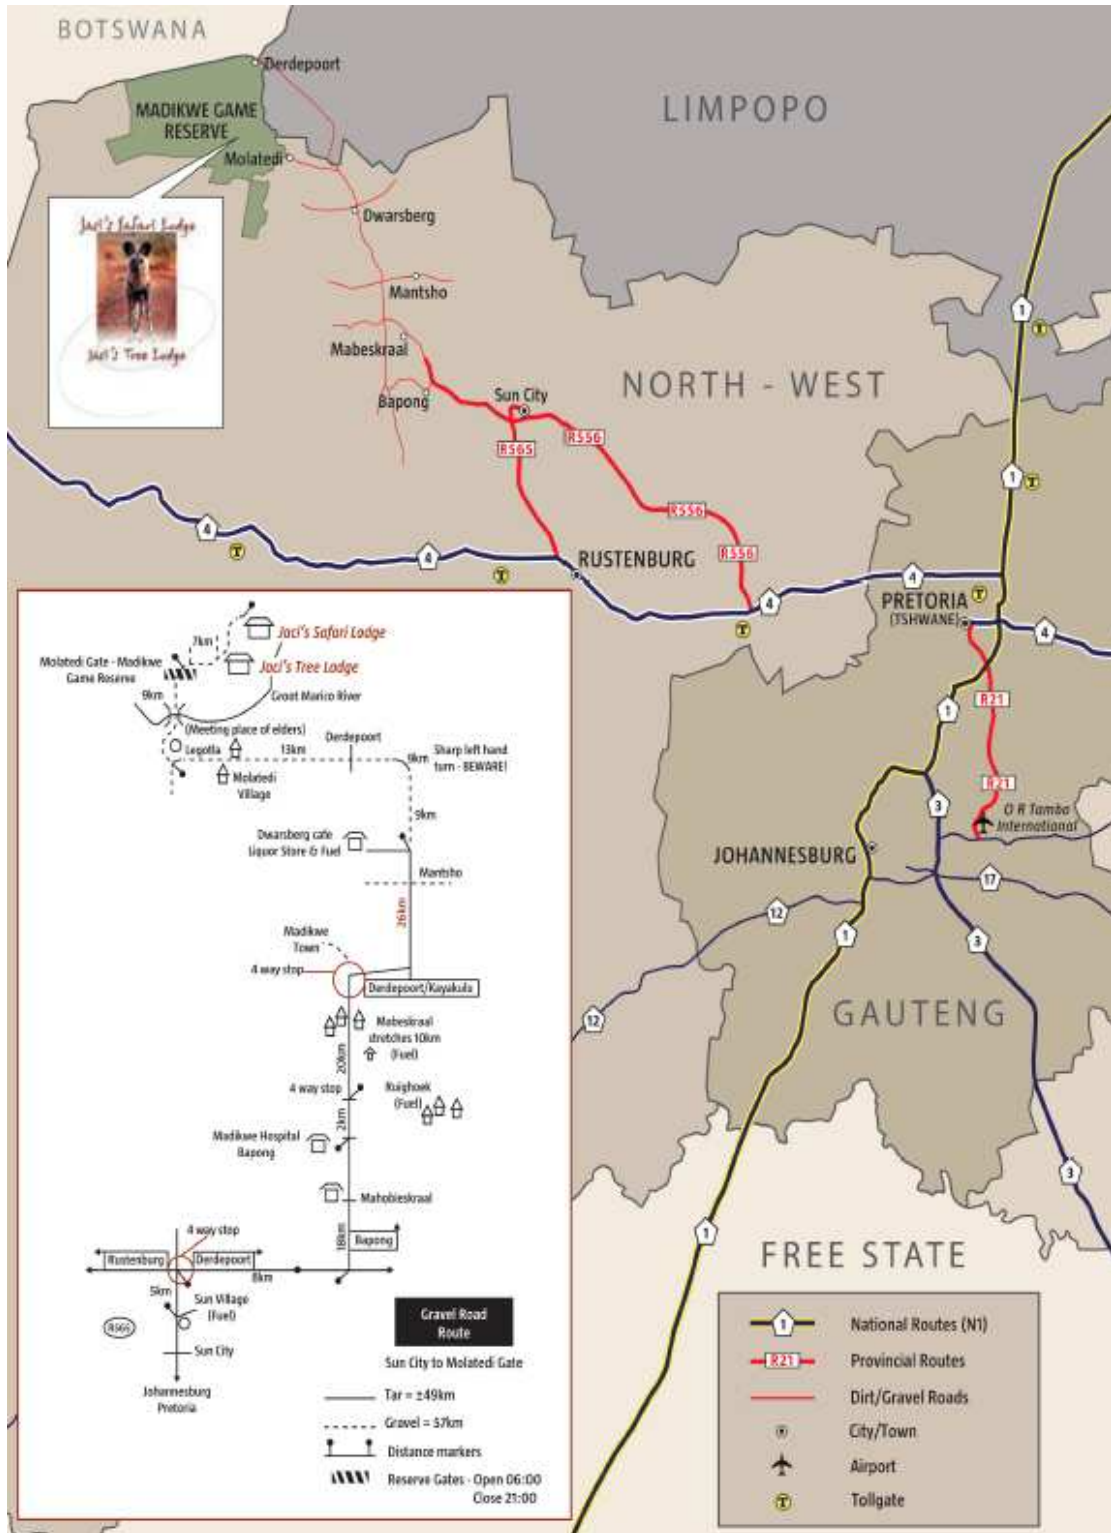 BOTSWANA
Derdepoort
LIMPOPO
MADIKWE GAME
RESERVE
Molatedi
Dwarsberg
Jaci's Safari Lodge
Jaci's Tree Lodge
Mantsho
Mabeskraal
Bapong
Sun City
NORTH - WEST
R565
R556
R556
R556
1
T
1
T
4
T
4
T
RUSTENBURG
4
T
4
T
PRETORIA
(TSHWANE)
4
1
R21
R21
3
O R Tamba
International
JOHANNESBURG
17
12
1
3
12
GAUTENG
3
1
FREE STATE
7km
Jaci's Safari Lodge
Jaci's Tree Lodge
Molatedi Gate - Madikwe
Game Reserve
9km
Groot Marico River
(Meeting place of elders)
Legotla
13km
Derdepoort
9km
Sharp left hand
turn - BEWARE!
Molatedi
Village
9km
Dwarsberg cafe
Liquor Store & Fuel
Mantsho
26km
Madikwe
Town
4 way stop
Derdepoort/Kayakulu
Mabeskraal
stretches 10km
(Fuel)
20km
4 way stop
Ruighoek
(Fuel)
2km
Madikwe Hospital
Bapong
Mahobieskraal
18km
Bapong
4 way stop
Rustenburg
Derdepoort
8km
5km
Sun Village
(Fuel)
R565
Sun City
Johannesburg
Pretoria
Gravel Road
Route
Sun City to Molatedi Gate
Tar = ±49km
Gravel = 57km
Distance markers
Reserve Gates - Open 06:00
Close 21:00
1
National Routes (N1)
R21
Provincial Routes
Dirt/Gravel Roads
City/Town
Airport
T
Tollgate